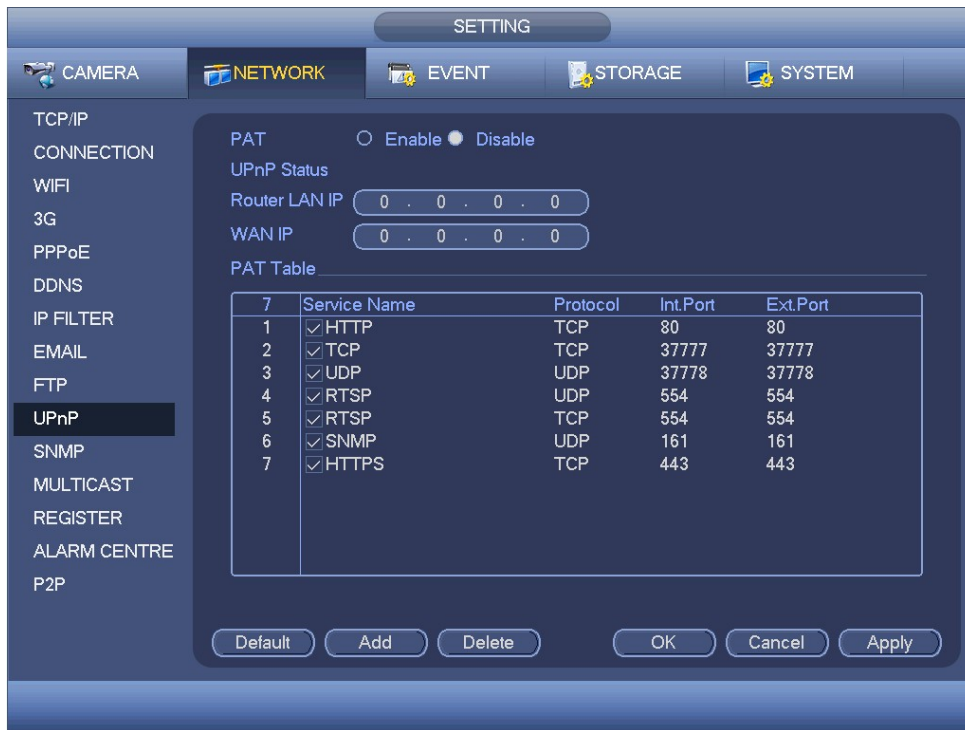 SETTING
CAMERA NETWORK EVENT STORAGE SYSTEM
TCP/IP
CONNECTION
WIFI
3G
PPPoE
DDNS
IP FILTER
EMAIL
FTP
UPnP
SNMP
MULTICAST
REGISTER
ALARM CENTRE
P2P
PAT Enable Disable
UPnP Status
Router LAN IP 0 . 0 . 0 . 0
WAN IP 0 . 0 . 0 . 0
PAT Table
7 Service Name Protocol Int.Port Ext.Port
1 HTTP TCP 80 80
2 TCP TCP 37777 37777
3 UDP UDP 37778 37778
4 RTSP UDP 554 554
5 RTSP TCP 554 554
6 SNMP UDP 161 161
7 HTTPS TCP 443 443
Default Add Delete OK Cancel Apply